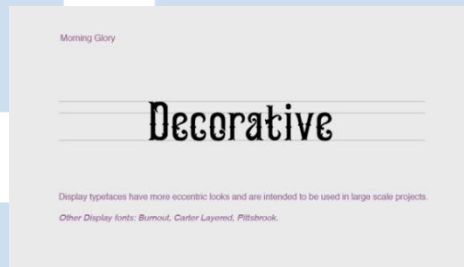 Morning Glory
Decorative
Display typefaces have more eccentric looks and are intended to be used in large scale projects.
Other Display fonts: Burnout, Carter Layered, Pittsbrook.